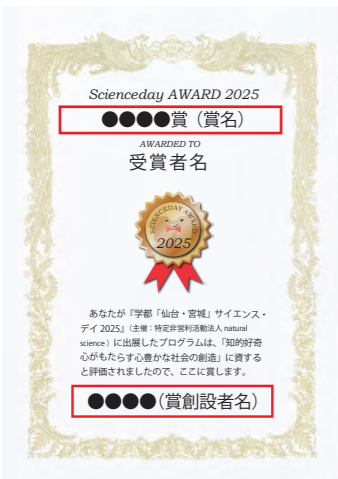 Scienceday AWARD 2025
●●●●賞（賞名）
AWARDED TO
受賞者名
SCIENCEDAY AWARD
2025
あなたが『学都「仙台・宮城」サイエンス・
デイ 2025』（主催：特定非営利活動法人 natural
science）に出展したプログラムは、「知的好奇
心がもたらす心豊かな社会の創造」に資する
と評価されましたので、ここに賞します。
●●●●（賞創設者名）